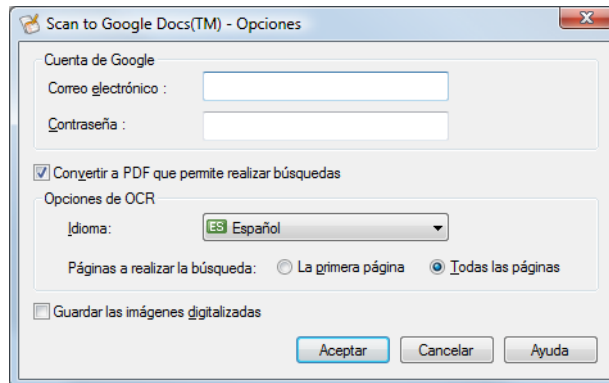 Scan to Google Docs(TM) - Opciones
Cuenta de Google
Correo electrónico :
Contraseña :
Convertir a PDF que permite realizar búsquedas
Opciones de OCR
Idioma: ES Español
Páginas a realizar la búsqueda: La primera página Todas las páginas
Guardar las imágenes digitalizadas
Aceptar Cancelar Ayuda